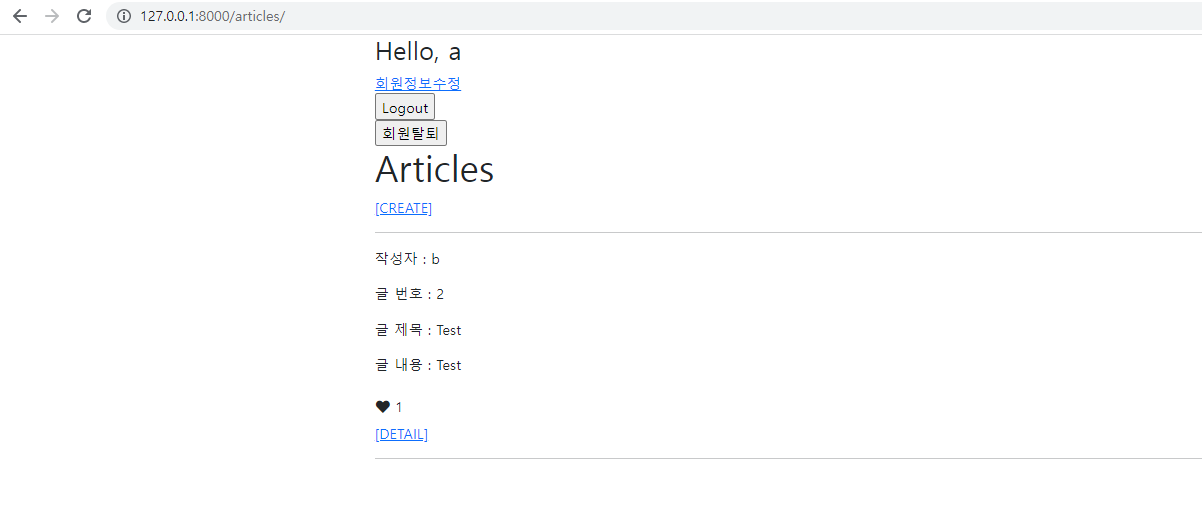 127.0.0.1:8000/articles/
Hello, a
회원정보수정
Logout
회원탈퇴
Articles
[CREATE]
작성자 : b
글 번호 : 2
글 제목 : Test
글 내용 : Test
1
[DETAIL]